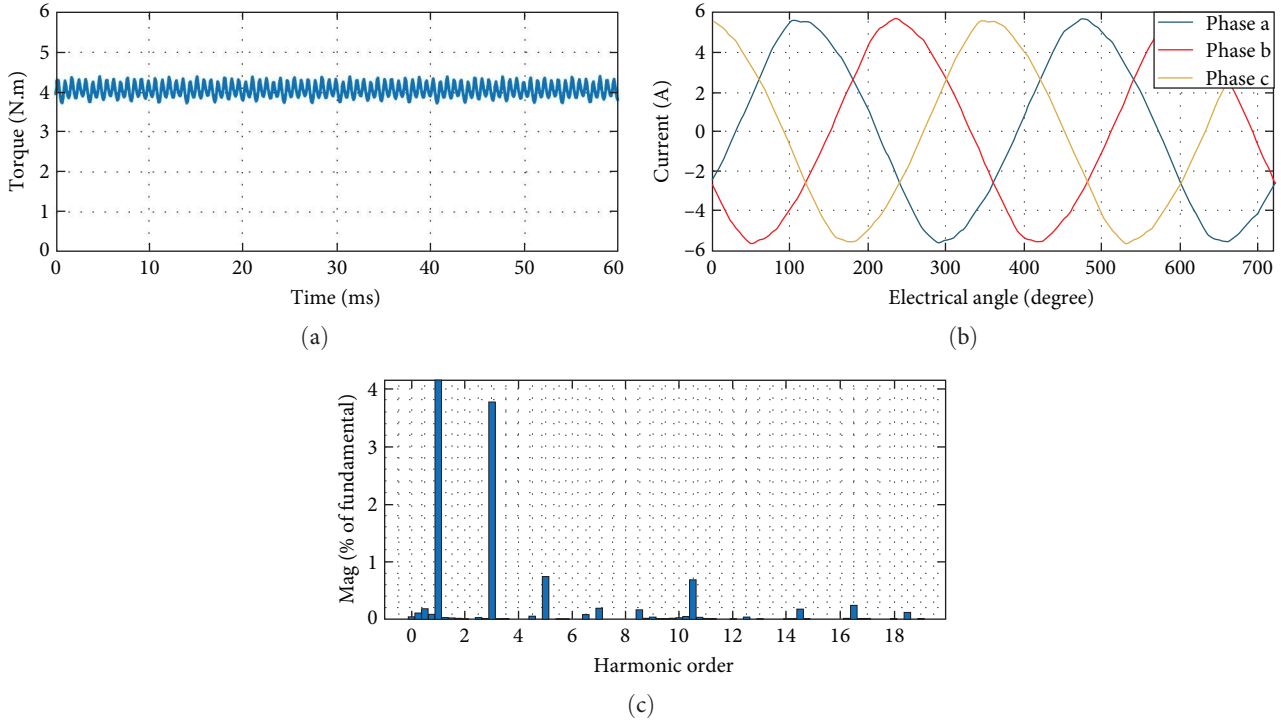 6
5
4
3
2
1
0
Torque (N.m)
0 10 20 30 40 50 60
Time (ms)
(a)
6
4
2
0
−2
−4
−6
Current (A)
Phase a
Phase b
Phase c
0 100 200 300 400 500 600 700
Electrical angle (degree)
(b)
4
3
2
1
0
Mag (% of fundamental)
0 2 4 6 8 10 12 14 16 18
Harmonic order
(c)